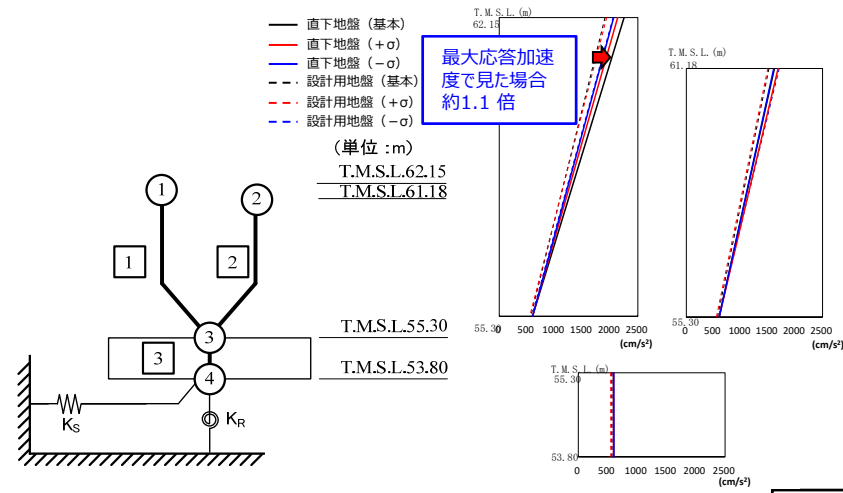 直下地盤（基本）
直下地盤（+σ）
直下地盤（−σ）
設計用地盤（基本）
設計用地盤（+σ）
設計用地盤（−σ）
最大応答加速
度で見た場合
約1.1 倍
(単位 :m)
T.M.S.L.62.15
T.M.S.L.61.18
T.M.S.L.55.30
T.M.S.L.53.80
1
2
1
2
3
3
4
KS
KR
T.M.S.L.(m)
62.15
55.30
0 500 1000 1500 2000 2500
(cm/s²)
T.M.S.L.(m)
61.18
55.30
0 500 1000 1500 2000 2500
(cm/s²)
T.M.S.L.(m)
55.30
53.80
0 500 1000 1500 2000 2500
(cm/s²)